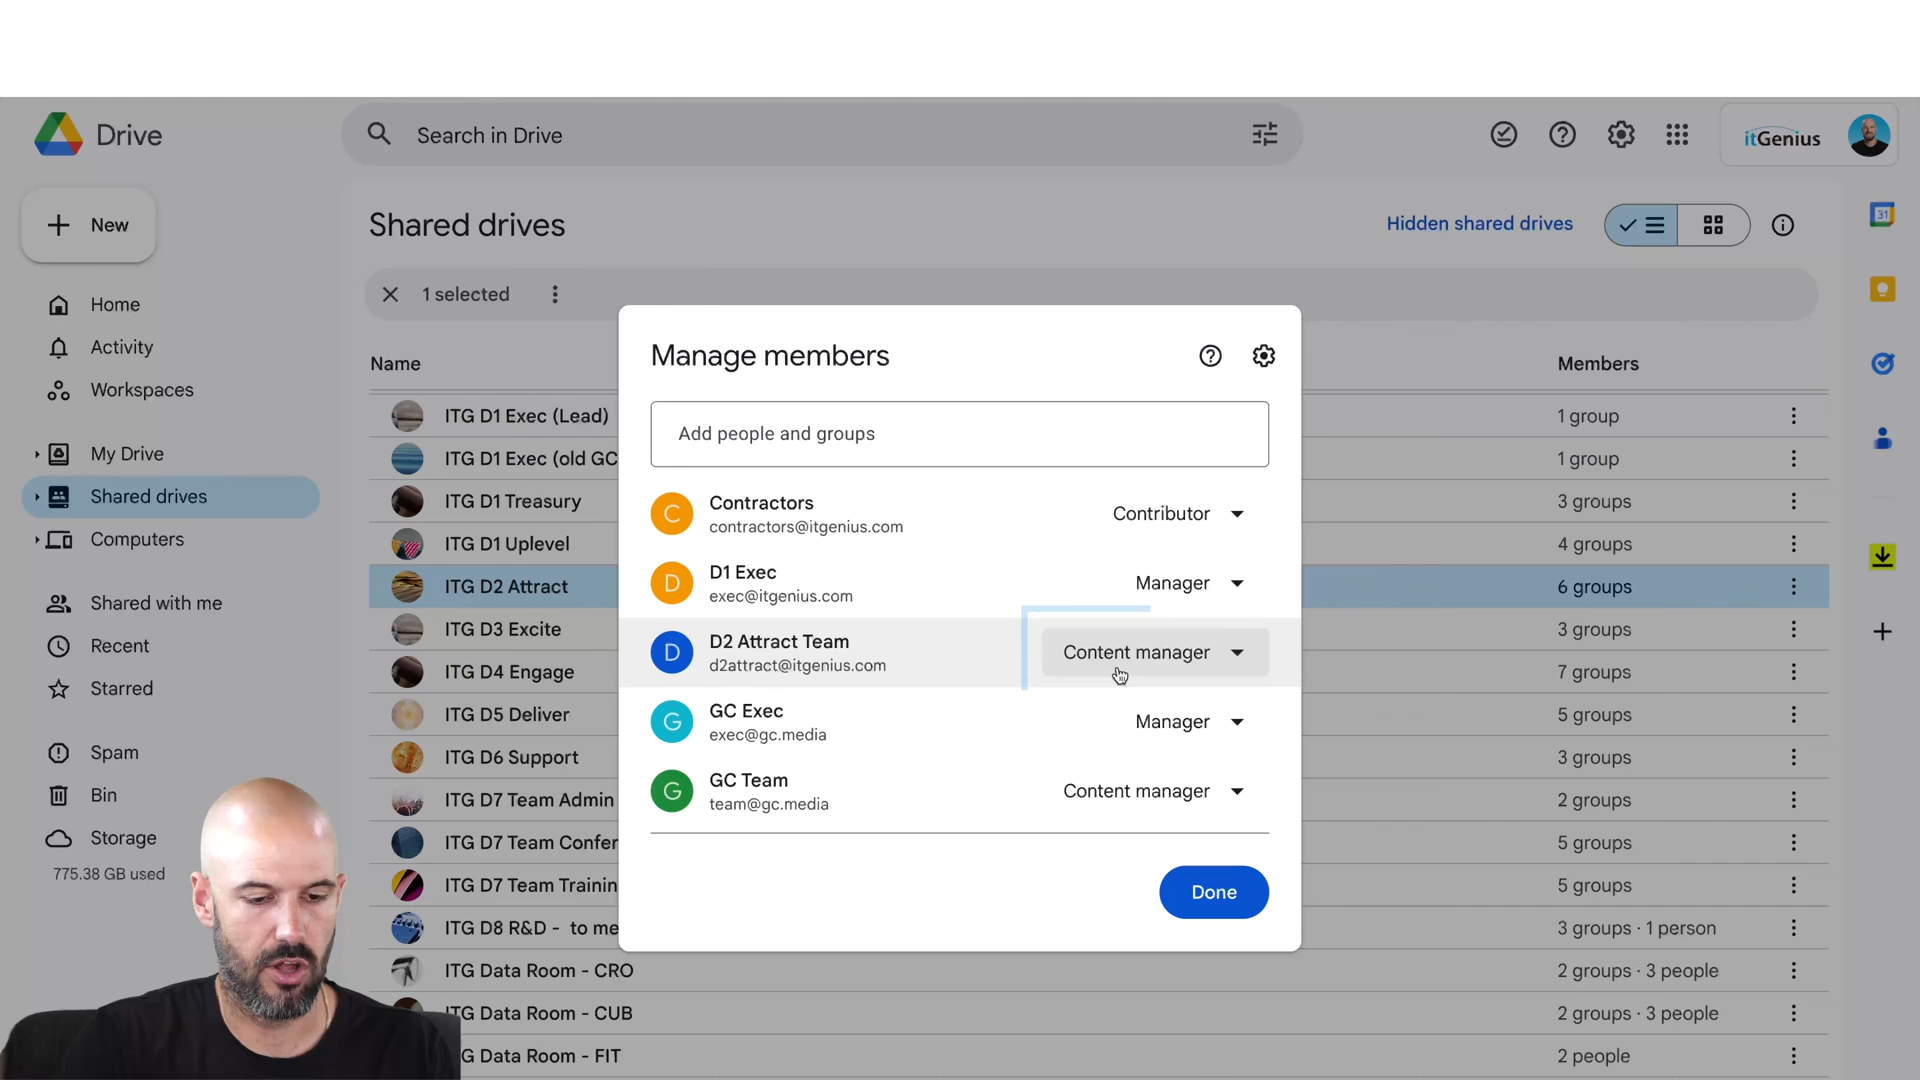 Drive
Search in Drive
itGenius
New
Shared drives
Hidden shared drives
31
1 selected
Home
Activity
Workspaces
My Drive
Shared drives
Computers
Shared with me
Recent
Starred
Spam
Bin
Storage
775.38 GB used
Name
Members
ITG D1 Exec (Lead)
1 group
ITG D1 Exec (old GC
1 group
ITG D1 Treasury
3 groups
ITG D1 Uplevel
4 groups
ITG D2 Attract
6 groups
ITG D3 Excite
3 groups
ITG D4 Engage
7 groups
ITG D5 Deliver
5 groups
ITG D6 Support
3 groups
ITG D7 Team Admin
2 groups
ITG D7 Team Confer
5 groups
ITG D7 Team Trainin
5 groups
ITG D8 R&D - to me
3 groups · 1 person
ITG Data Room - CRO
2 groups · 3 people
ITG Data Room - CUB
2 groups · 3 people
G Data Room - FIT
2 people
Manage members
Add people and groups
C
Contractors
contractors@itgenius.com
Contributor
D
D1 Exec
exec@itgenius.com
Manager
D
D2 Attract Team
d2attract@itgenius.com
Content manager
G
GC Exec
exec@gc.media
Manager
G
GC Team
team@gc.media
Content manager
Done